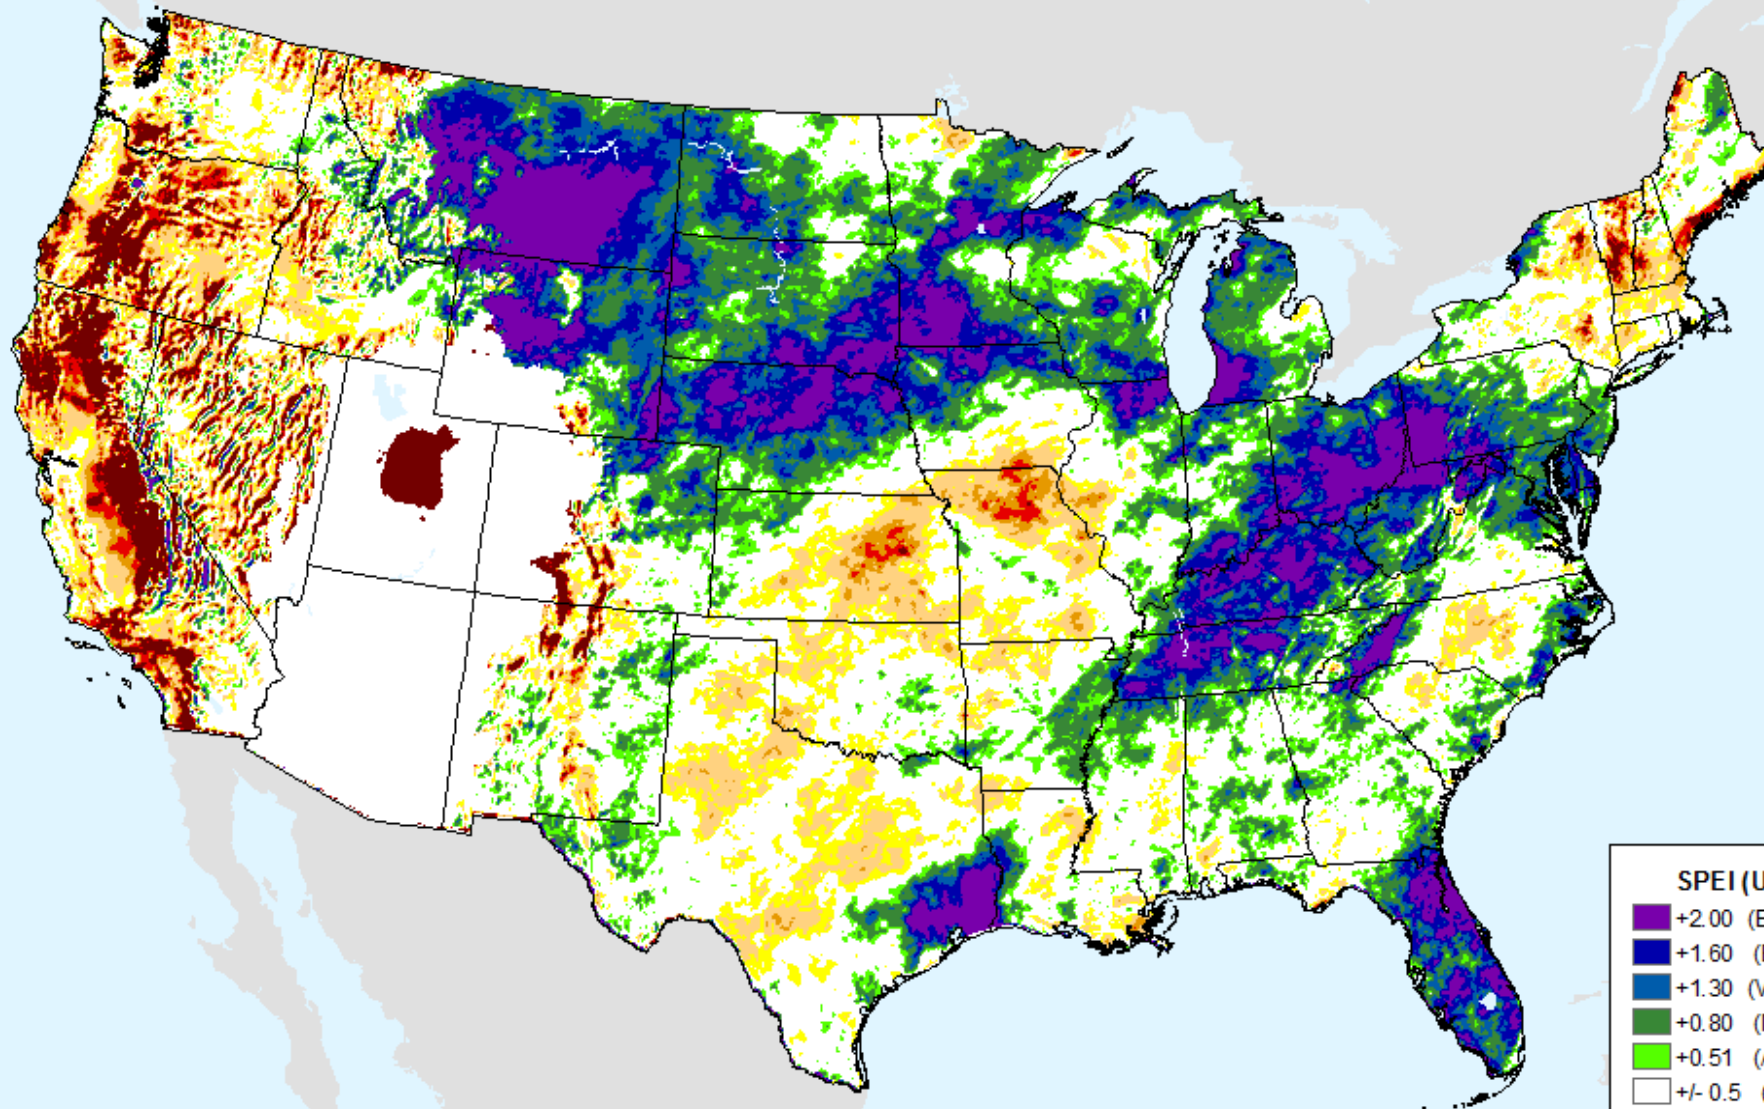 SPEI (U
+2.00 (E
+1.60 (
+1.30 (V
+0.80 (
+0.51 (
+/- 0.5 (